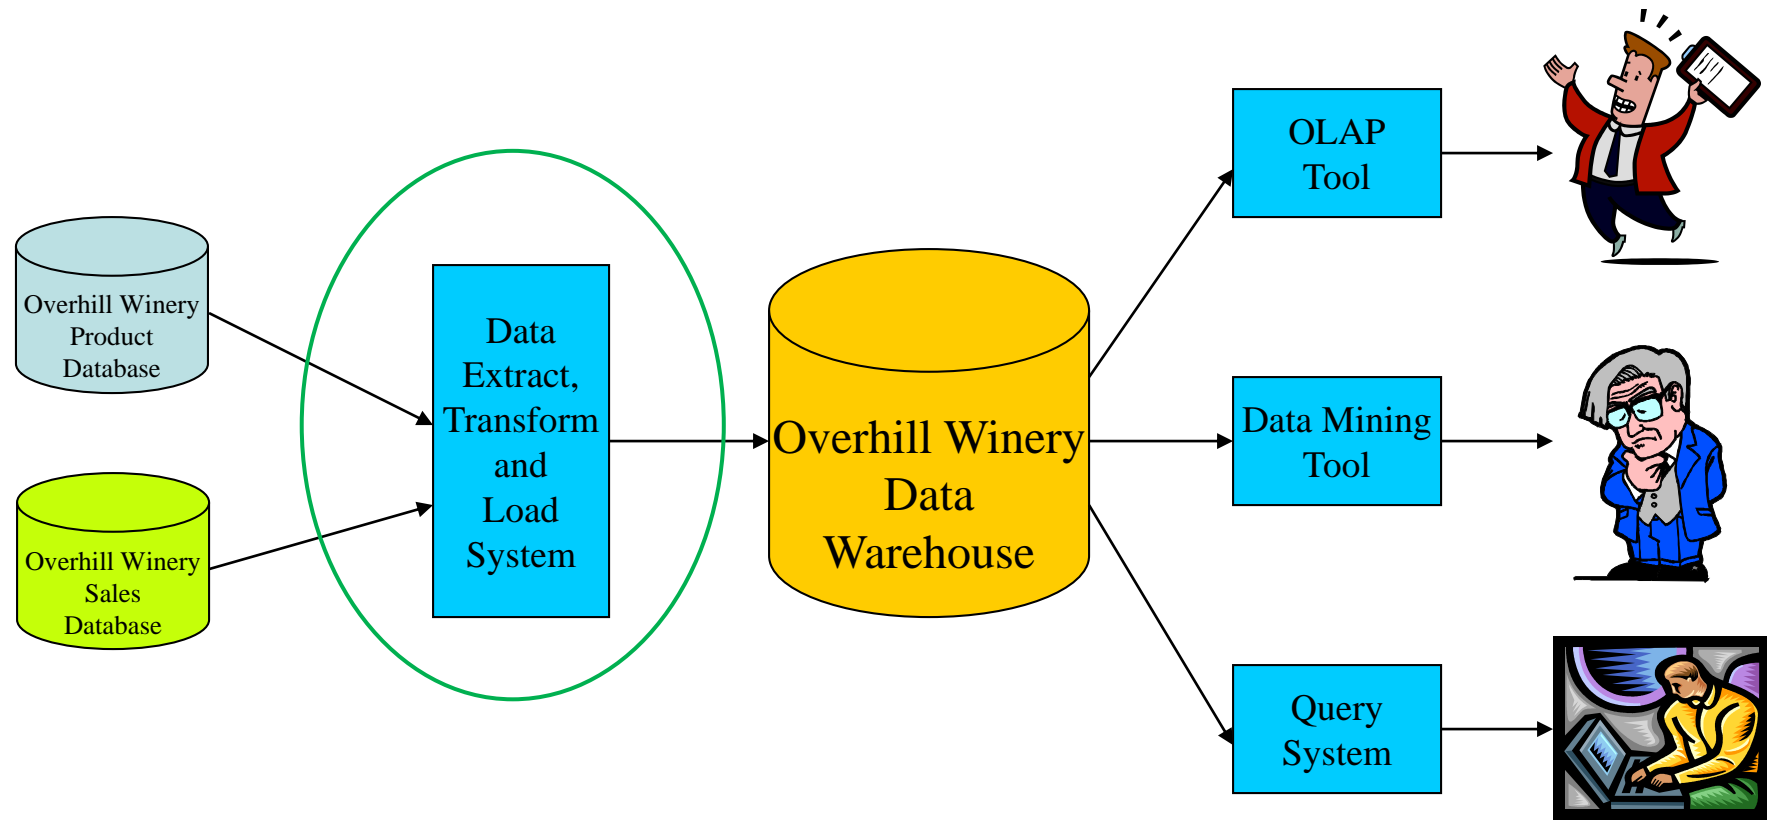 Overhill Winery
Product
Database
Overhill Winery
Sales
Database
Data
Extract,
Transform
and
Load
System
Overhill Winery
Data
Warehouse
OLAP
Tool
Data Mining
Tool
Query
System